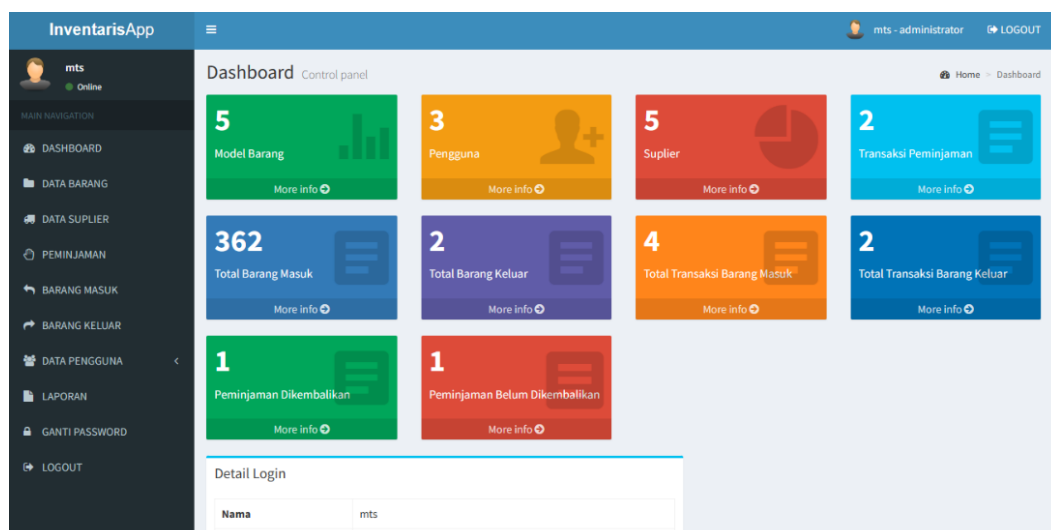 InventarisApp
mts - administrator
LOGOUT
mts
Online
MAIN NAVIGATION
DASHBOARD
DATA BARANG
DATA SUPLIER
PEMINJAMAN
BARANG MASUK
BARANG KELUAR
DATA PENGGUNA
LAPORAN
GANTI PASSWORD
LOGOUT
Dashboard Control panel
Home > Dashboard
5
Model Barang
More info
3
Pengguna
More info
5
Suplier
More info
2
Transaksi Peminjaman
More info
362
Total Barang Masuk
More info
2
Total Barang Keluar
More info
4
Total Transaksi Barang Masuk
More info
2
Total Transaksi Barang Keluar
More info
1
Peminjaman Dikembalikan
More info
1
Peminjaman Belum Dikembalikan
More info
Detail Login
Nama mts